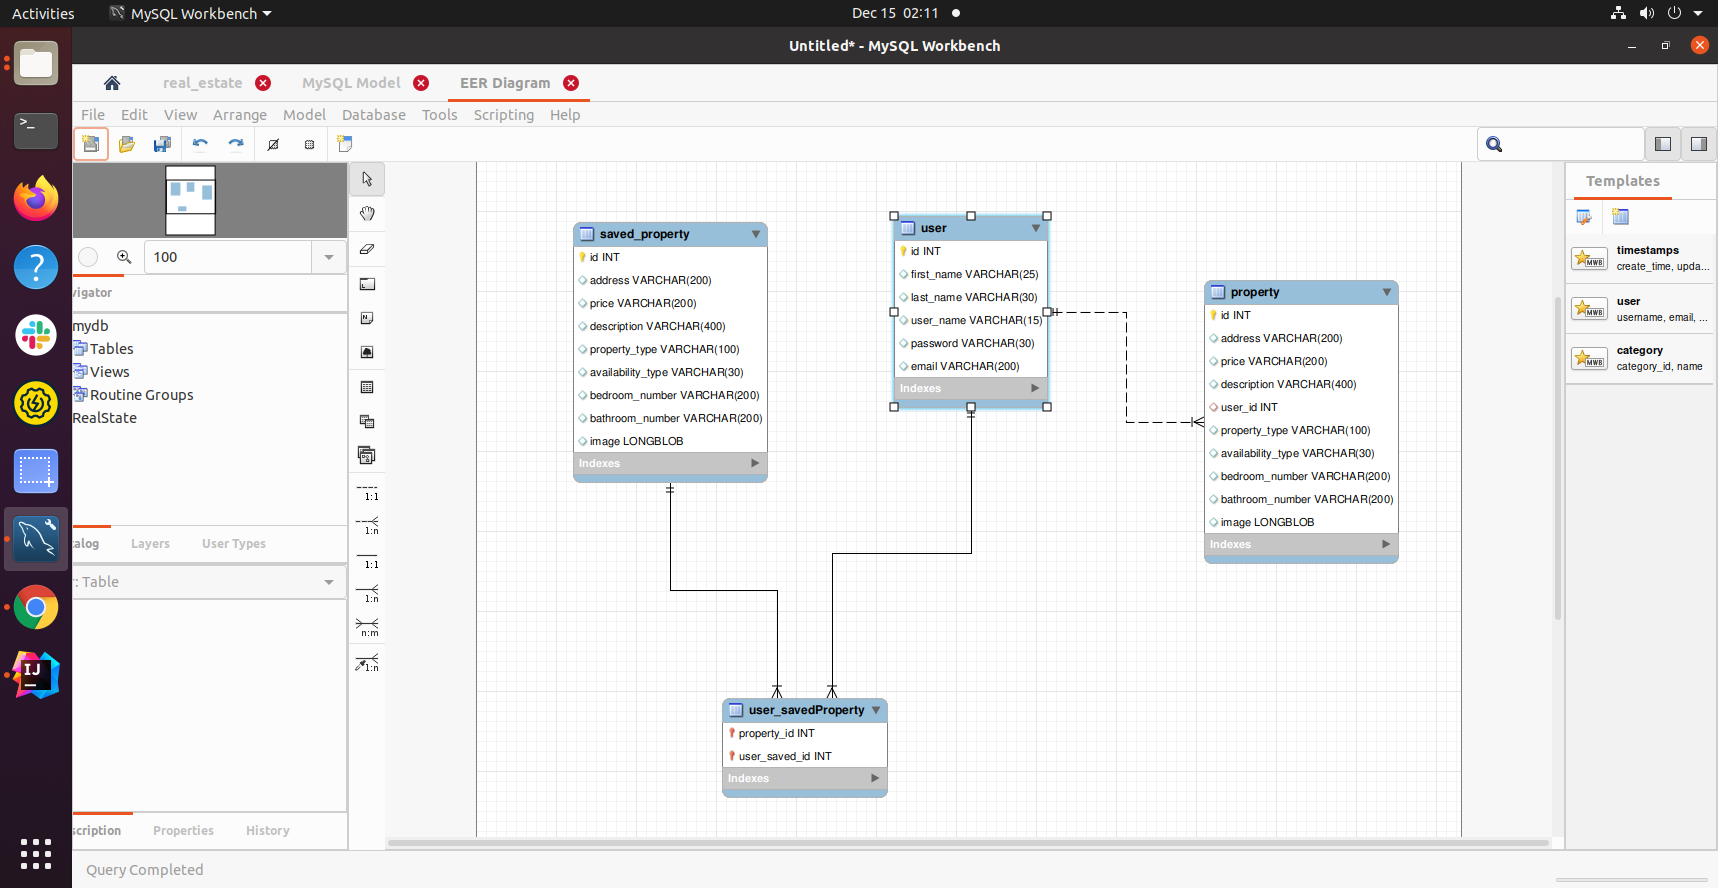 Activities
MySQL Workbench
Dec 15 02:11
Untitled* - MySQL Workbench
real_estate
MySQL Model
EER Diagram
File Edit View Arrange Model Database Tools Scripting Help
100
vigator
mydb
Tables
Views
Routine Groups
RealState
talog
Layers
User Types
r: Table
scription
Properties
History
Query Completed
1:1
1:n
1:1
1:n
n:m
1:n
saved_property
id INT
address VARCHAR(200)
price VARCHAR(200)
description VARCHAR(400)
property_type VARCHAR(100)
availability_type VARCHAR(30)
bedroom_number VARCHAR(200)
bathroom_number VARCHAR(200)
image LONGBLOB
Indexes
user
id INT
first_name VARCHAR(25)
last_name VARCHAR(30)
user_name VARCHAR(15)
password VARCHAR(30)
email VARCHAR(200)
Indexes
property
id INT
address VARCHAR(200)
price VARCHAR(200)
description VARCHAR(400)
user_id INT
property_type VARCHAR(100)
availability_type VARCHAR(30)
bedroom_number VARCHAR(200)
bathroom_number VARCHAR(200)
image LONGBLOB
Indexes
user_savedProperty
property_id INT
user_saved_id INT
Indexes
Templates
timestamps
create_time, upda...
user
username, email, ...
category
category_id, name
MWB
MWB
MWB
>_
?
IJ